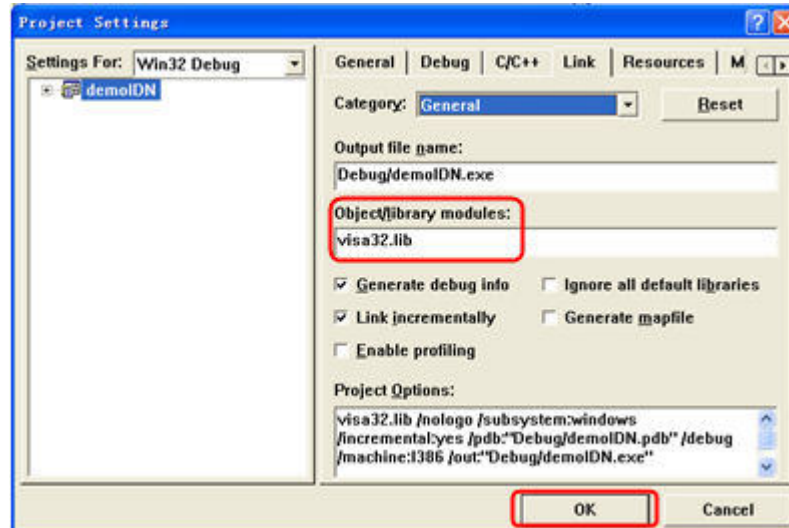 Project Settings
Settings For: Win32 Debug
demoIDN
General Debug C/C++ Link Resources M
Category: General Reset
Output file name:
Debug/demoIDN.exe
Object/library modules:
visa32.lib
Generate debug info Ignore all default libraries
Link incrementally Generate mapfile
Enable profiling
Project Options:
visa32.lib /nologo /subsystem:windows
/incremental:yes /pdb:"Debug/demoIDN.pdb" /debug
/machine:I386 /out:"Debug/demoIDN.exe"
OK Cancel